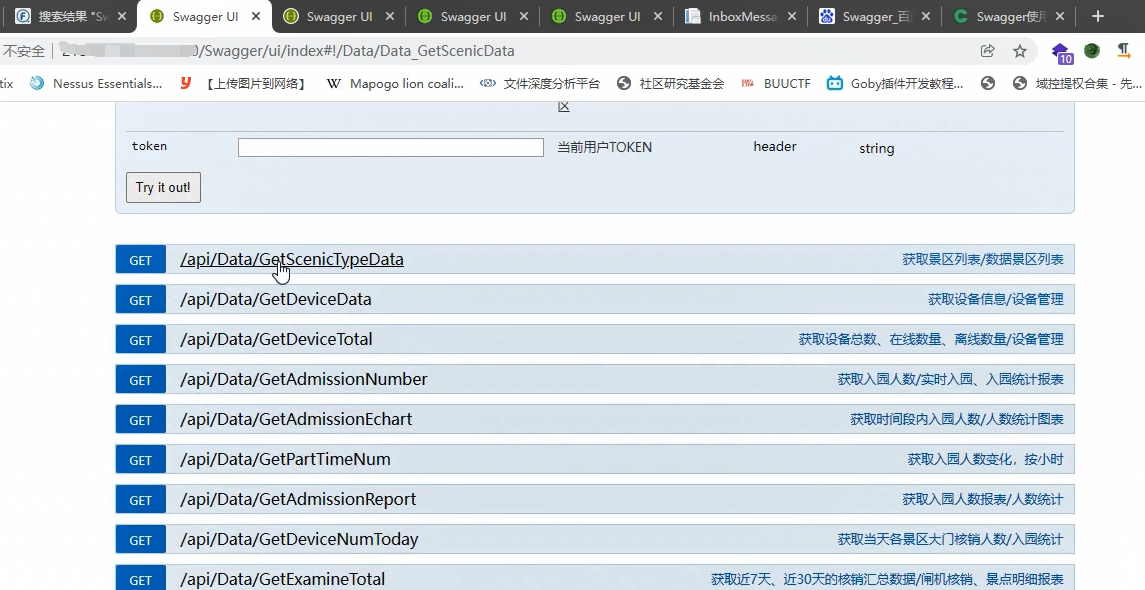 搜索结果 "Sw
Swagger UI
Swagger UI
Swagger UI
Swagger UI
InboxMessa
Swagger_百度
Swagger使用
不安全
0/Swagger/ui/index#!/Data/Data_GetScenicData
10
tix
Nessus Essentials...
【上传图片到网络】
Mapogo lion coali...
文件深度分析平台
社区研究基金会
BUUCTF
Goby插件开发教程...
域控提权合集 - 先...
区
token
当前用户TOKEN
header
string
Try it out!
GET /api/Data/GetScenicTypeData 获取景区列表/数据景区列表
GET /api/Data/GetDeviceData 获取设备信息/设备管理
GET /api/Data/GetDeviceTotal 获取设备总数、在线数量、离线数量/设备管理
GET /api/Data/GetAdmissionNumber 获取入园人数/实时入园、入园统计报表
GET /api/Data/GetAdmissionEchart 获取时间段内入园人数/人数统计图表
GET /api/Data/GetPartTimeNum 获取入园人数变化，按小时
GET /api/Data/GetAdmissionReport 获取入园人数报表/人数统计
GET /api/Data/GetDeviceNumToday 获取当天各景区大门核销人数/入园统计
GET /api/Data/GetExamineTotal 获取近7天、近30天的核销汇总数据/闸机核销、景点明细报表